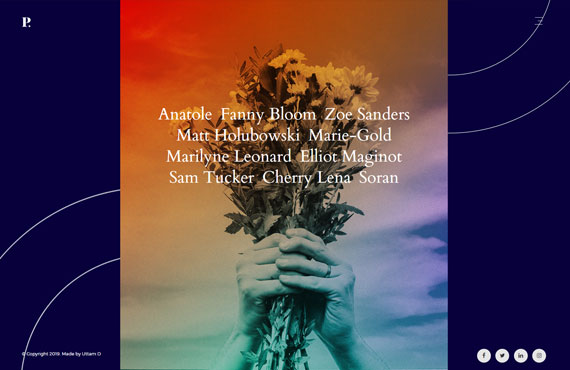 P.
Anatole Fanny Bloom Zoe Sanders
Matt Holubowski Marie-Gold
Marilyne Leonard Elliot Maginot
Sam Tucker Cherry Lena Soran
© Copyright 2019. Made by Uttam D